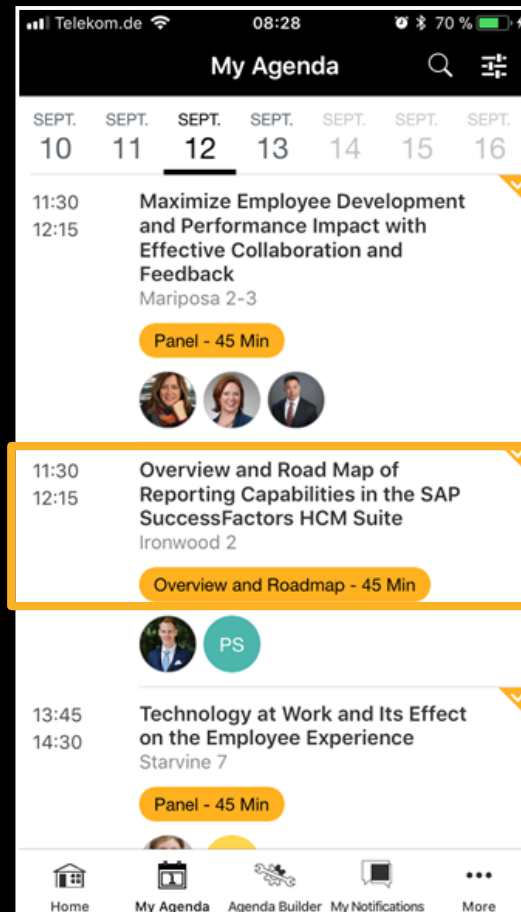 Telekom.de 08:28 70 %
My Agenda
SEPT. SEPT. SEPT. SEPT. SEPT. SEPT. SEPT.
10 11 12 13 14 15 16
11:30
12:15
Maximize Employee Development
and Performance Impact with
Effective Collaboration and
Feedback
Mariposa 2-3
Panel - 45 Min
11:30
12:15
Overview and Road Map of
Reporting Capabilities in the SAP
SuccessFactors HCM Suite
Ironwood 2
Overview and Roadmap - 45 Min
PS
13:45
14:30
Technology at Work and Its Effect
on the Employee Experience
Starvine 7
Panel - 45 Min
1
Home My Agenda Agenda Builder My Notifications More